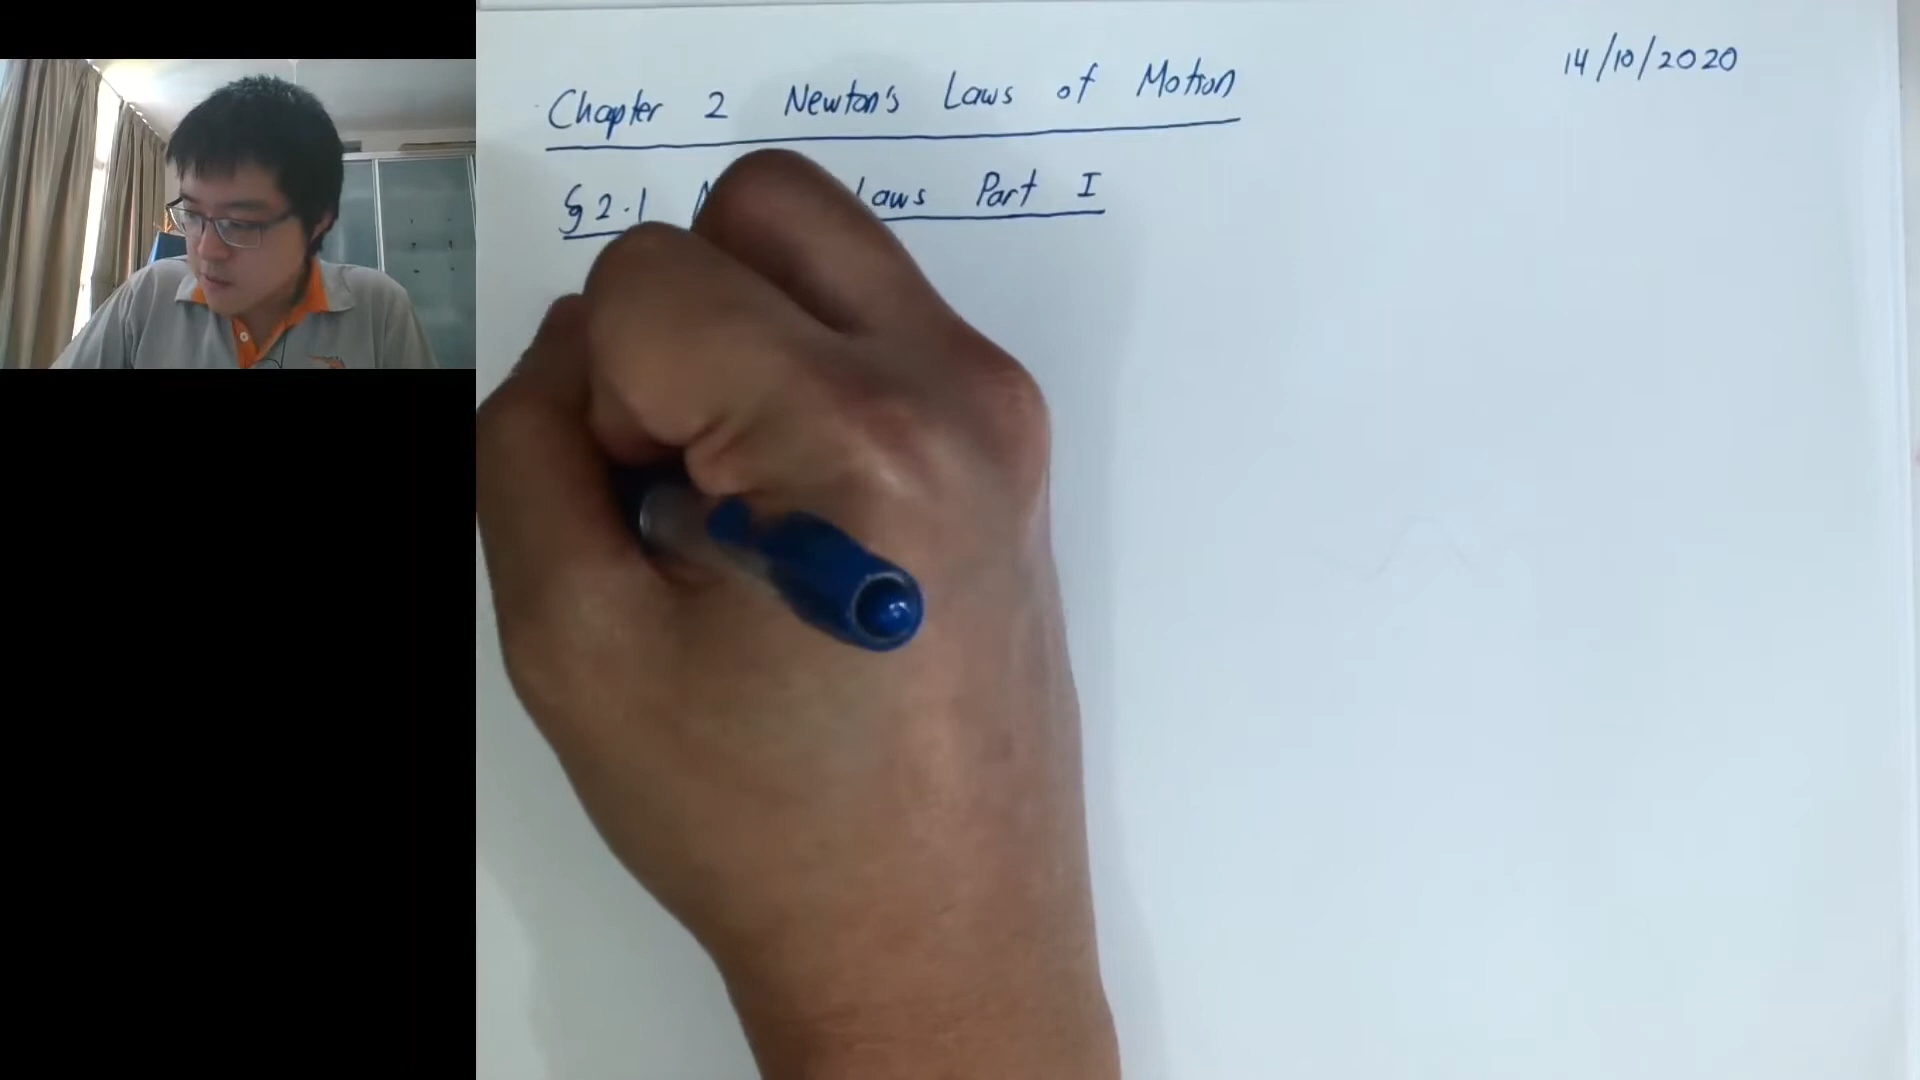 14/10/2020
Chapter 2 Newton's Laws of Motion
§ 2.1 Laws Part I